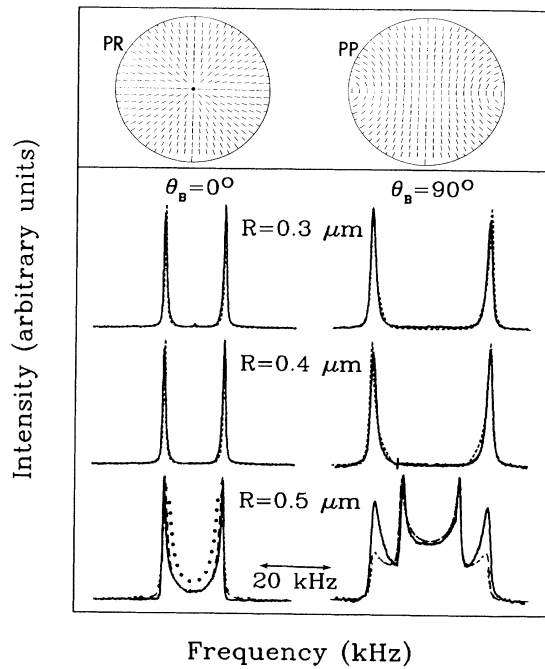 PR
PP
θB=0°
θB=90°
R=0.3 μm
R=0.4 μm
R=0.5 μm
20 kHz
Intensity (arbitrary units)
Frequency (kHz)